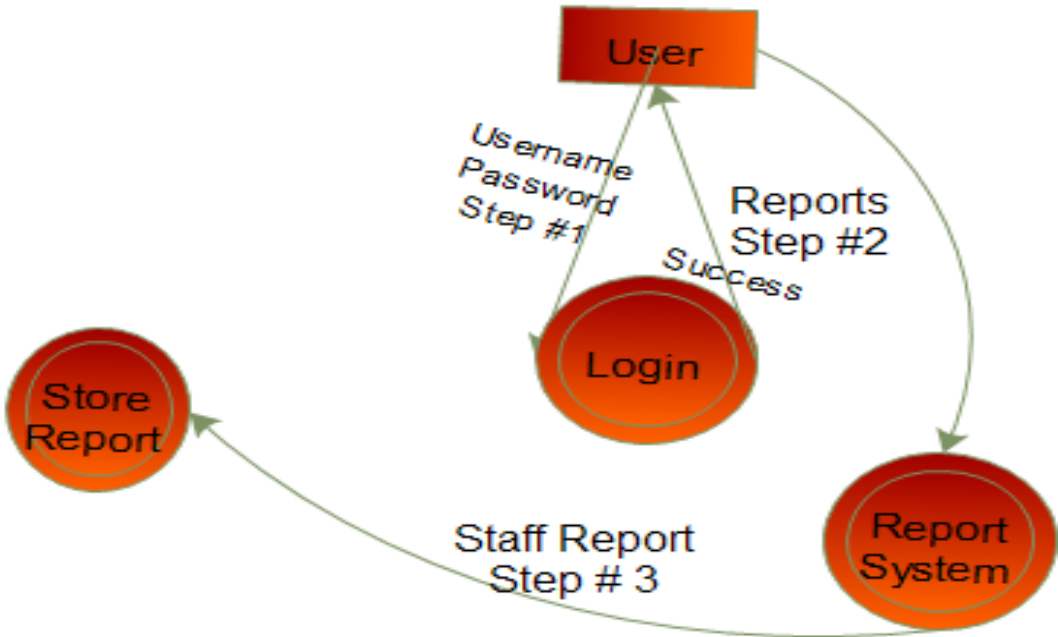 User
Username
Password
Step #1
Reports
Step #2
Success
Login
Store
Report
Staff Report
Step # 3
Report
System